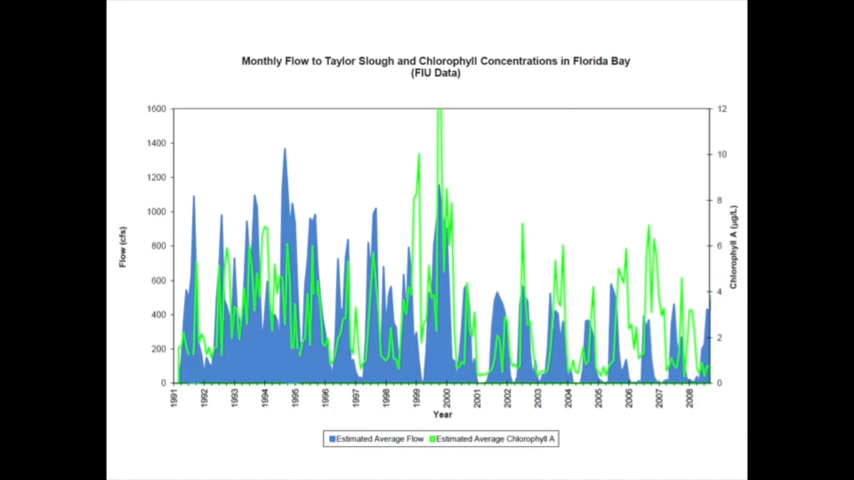 Monthly Flow to Taylor Slough and Chlorophyll Concentrations in Florida Bay
(FIU Data)
1600
1400
1200
1000
800
600
400
200
0
Flow (cfs)
12
10
8
6
4
2
0
Chlorophyll A (µg/L)
1991 1992 1993 1994 1995 1996 1997 1998 1999 2000 2001 2002 2003 2004 2005 2006 2007 2008
Year
Estimated Average Flow Estimated Average Chlorophyll A